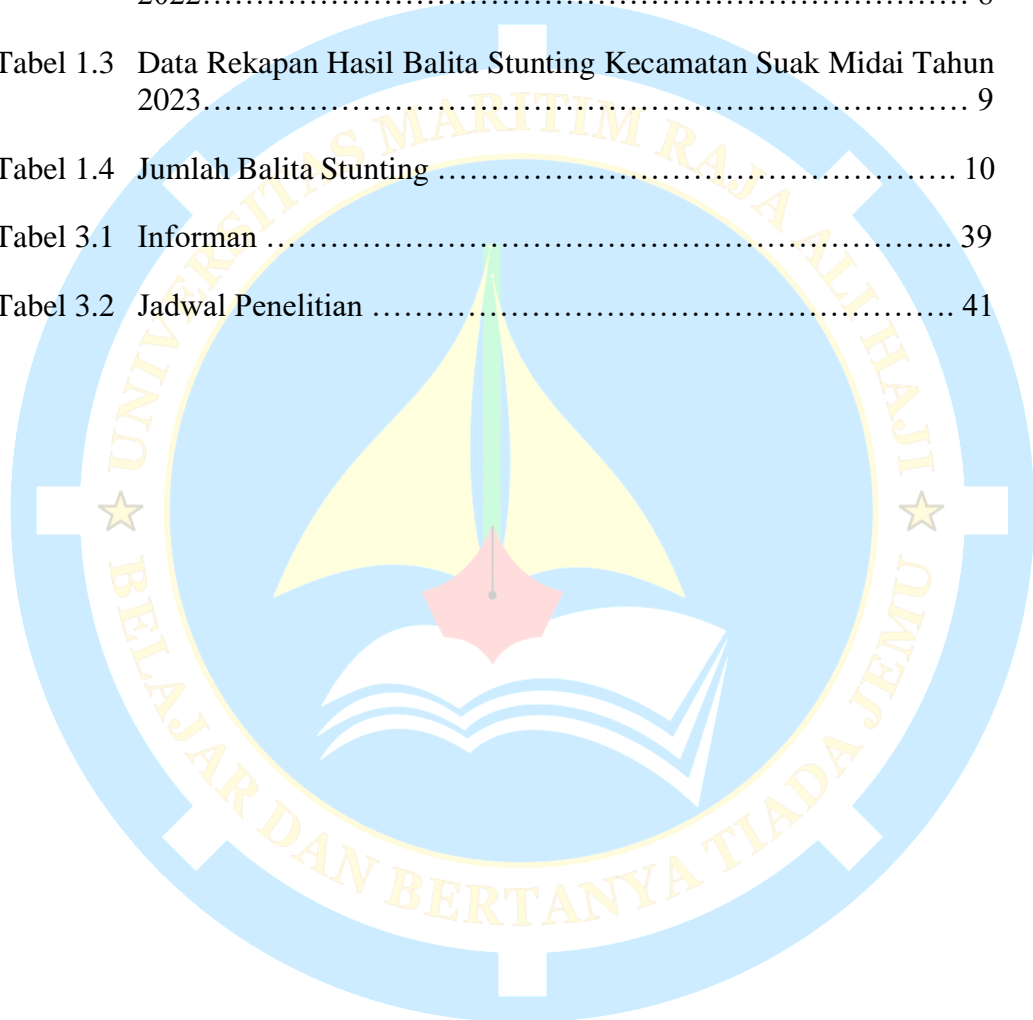 2022…………………………………………………………… 8
Tabel 1.3 Data Rekapan Hasil Balita Stunting Kecamatan Suak Midai Tahun
2023…………………………………………………………… 9
Tabel 1.4 Jumlah Balita Stunting …………………………………………. 10
Tabel 3.1 Informan ……………………………………………………….. 39
Tabel 3.2 Jadwal Penelitian ………………………………………………. 41
UNIVERSITAS MARITIM RAJA ALI HAJI
BELAJAR DAN BERTANYA TIADA JEMU